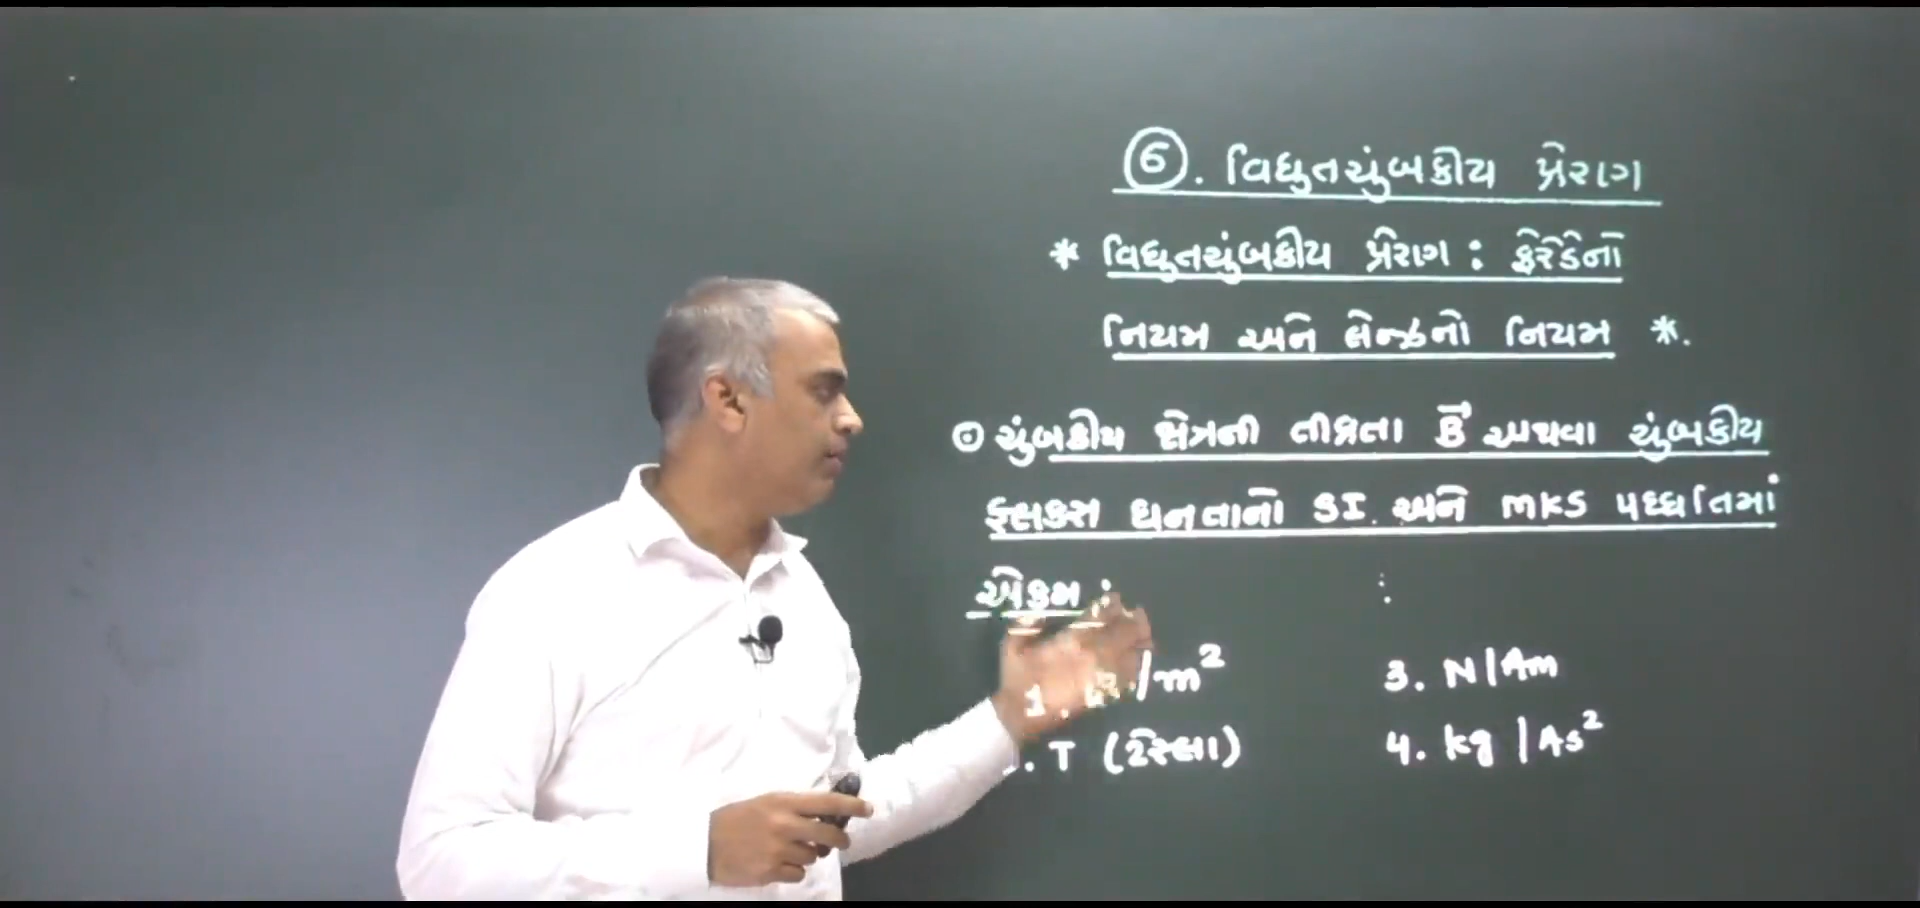 6. વિદ્યુતચુંબકીય પ્રેરણ
* વિદ્યુતચુંબકીય પ્રેરણ : ફેરેડેનો
નિયમ અને લેન્ઝનો નિયમ *.
⊙ ચુંબકીય ક્ષેત્રની તીવ્રતા B⃗ અથવા ચુંબકીય
ફ્લક્સ ઘનતાનો SI. અને MKS પધ્ધતિમાં
એકમ :
1. /m²
. T (ટેસ્લા)
3. N/Am
4. kg/As²